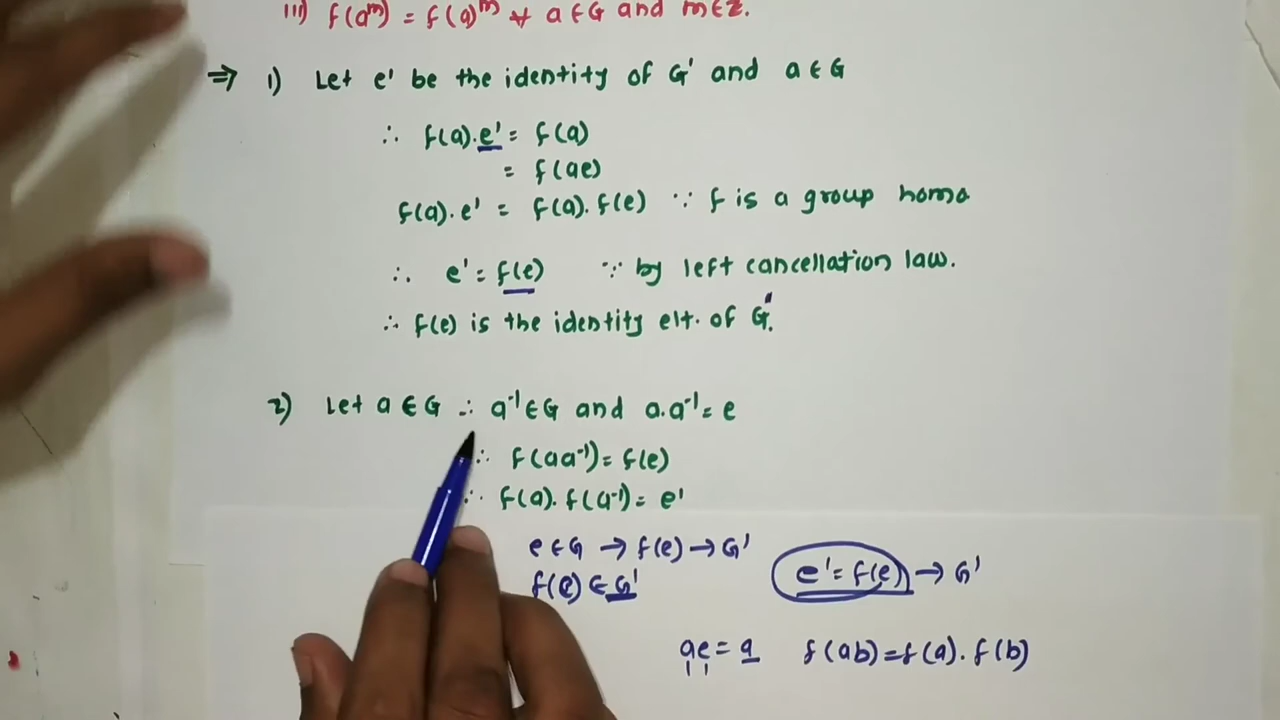 iii) f(aᵐ) = f(a)ᵐ ∀ a ∈ G and m ∈ Z.
⇒ 1) Let e' be the identity of G' and a ∈ G
∴ f(a).e' = f(a)
= f(ae)
f(a).e' = f(a).f(e) ∵ f is a group homo
∴ e' = f(e) ∵ by left cancellation law.
∴ f(e) is the identity elt. of G'.
2) Let a ∈ G ∴ a⁻¹ ∈ G and a.a⁻¹ = e
∴ f(aa⁻¹) = f(e)
∴ f(a).f(a⁻¹) = e'
e ∈ G → f(e) → G'
f(e) ∈ G'
e' = f(e) → G'
ae = a f(ab) = f(a).f(b)